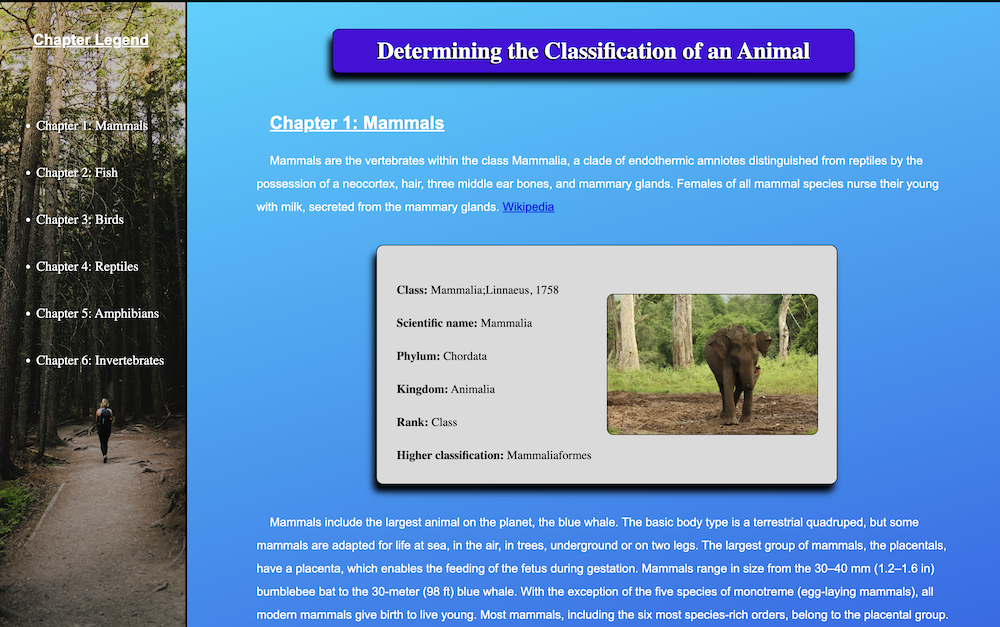 Chapter Legend
• Chapter 1: Mammals
• Chapter 2: Fish
• Chapter 3: Birds
• Chapter 4: Reptiles
• Chapter 5: Amphibians
• Chapter 6: Invertebrates
Determining the Classification of an Animal
Chapter 1: Mammals
Mammals are the vertebrates within the class Mammalia, a clade of endothermic amniotes distinguished from reptiles by the
possession of a neocortex, hair, three middle ear bones, and mammary glands. Females of all mammal species nurse their young
with milk, secreted from the mammary glands. Wikipedia
Class: Mammalia;Linnaeus, 1758
Scientific name: Mammalia
Phylum: Chordata
Kingdom: Animalia
Rank: Class
Higher classification: Mammaliaformes
Mammals include the largest animal on the planet, the blue whale. The basic body type is a terrestrial quadruped, but some
mammals are adapted for life at sea, in the air, in trees, underground or on two legs. The largest group of mammals, the placentals,
have a placenta, which enables the feeding of the fetus during gestation. Mammals range in size from the 30–40 mm (1.2–1.6 in)
bumblebee bat to the 30-meter (98 ft) blue whale. With the exception of the five species of monotreme (egg-laying mammals), all
modern mammals give birth to live young. Most mammals, including the six most species-rich orders, belong to the placental group.